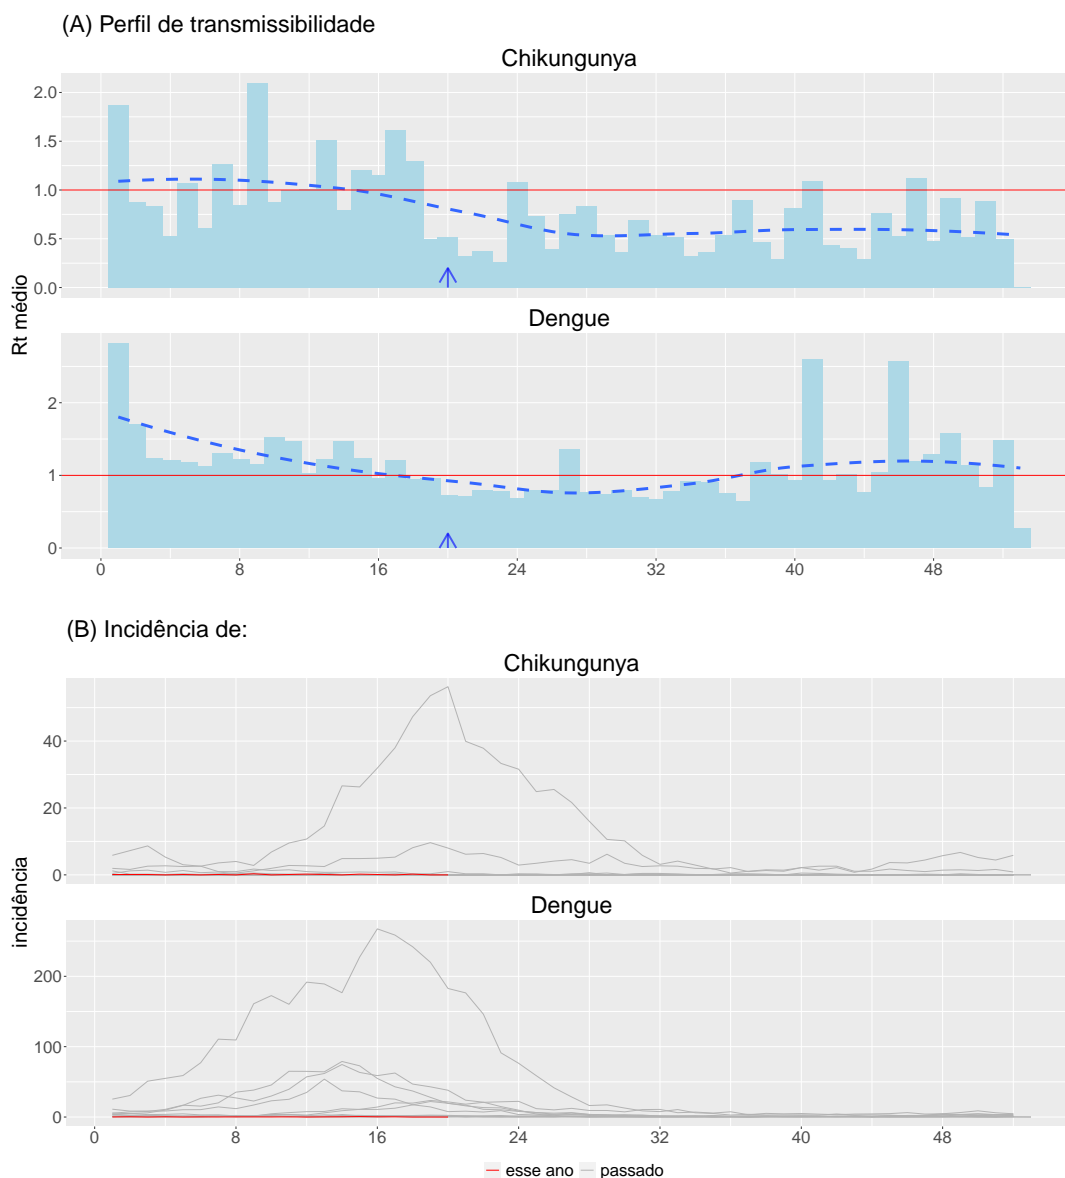 (A) Perfil de transmissibilidade
Chikungunya
2.0
1.5
1.0
0.5
0.0
Rt médio
Dengue
2
1
0
0 8 16 24 32 40 48
(B) Incidência de:
Chikungunya
40
20
0
incidência
Dengue
200
100
0
0 8 16 24 32 40 48
esse ano passado